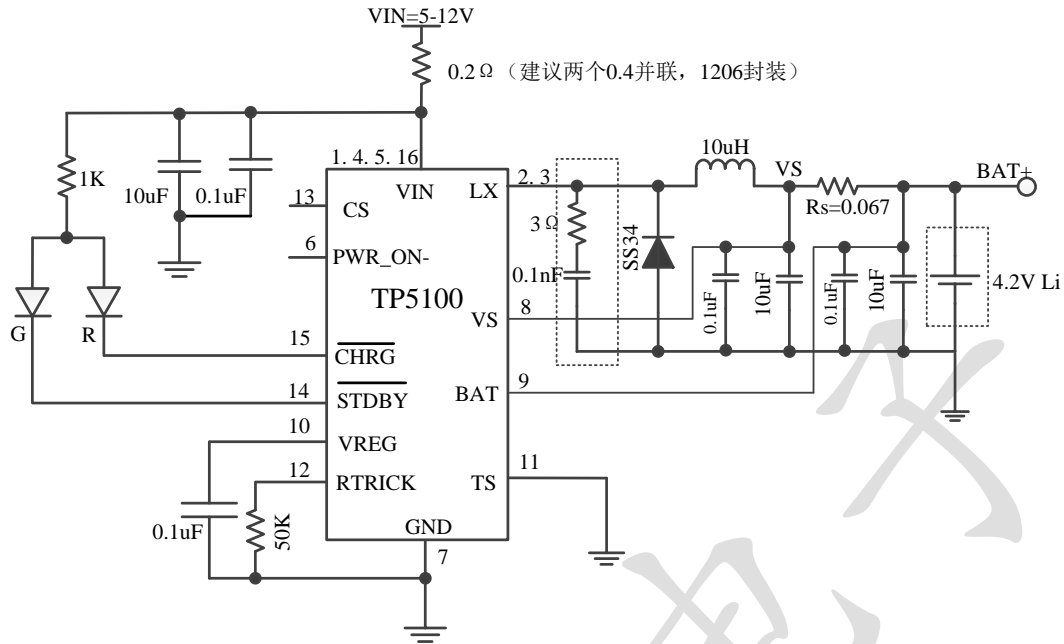 VIN=5-12V
0.2Ω（建议两个0.4并联，1206封装）
1K
10uF
0.1uF
G
R
1. 4. 5. 16
VIN
13
CS
6
PWR_ON-
TP5100
15
CHRG
14
STDBY
10
VREG
12
RTRICK
0.1uF
50K
GND
7
LX
2. 3
3Ω
0.1nF
SS34
10uH
VS
Rs=0.067
BAT+
VS
8
0.1uF
10uF
0.1uF
10uF
4.2V Li
BAT
9
TS
11